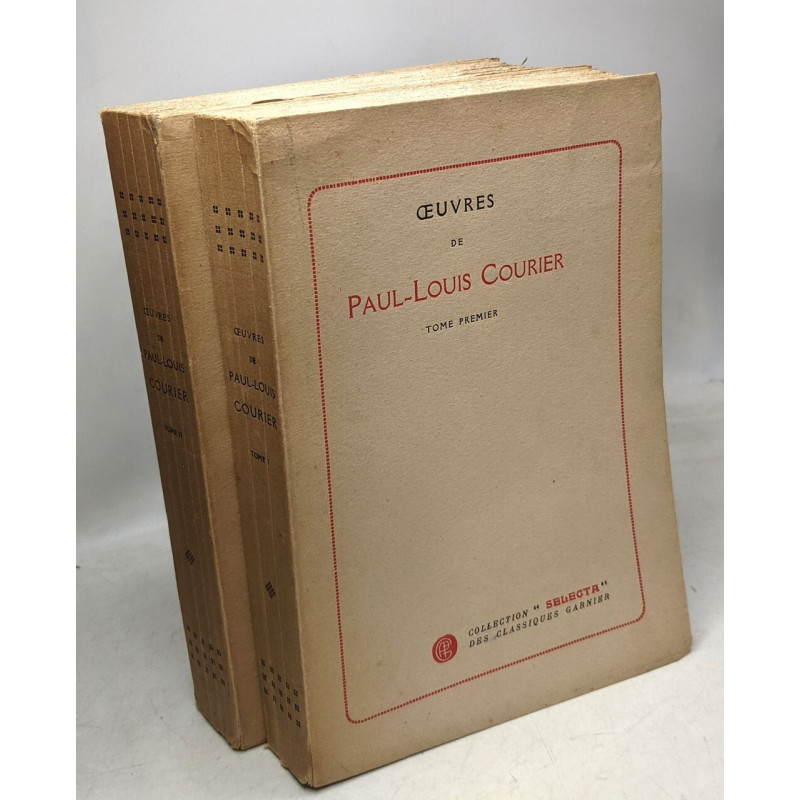 ŒUVRES
DE
PAUL-LOUIS COURIER
TOME PREMIER
COLLECTION " SELECTA "
DES CLASSIQUES GARNIER
ŒUVRES
DE
PAUL-LOUIS
COURIER
TOME I
ŒUVRES
DE
PAUL-LOUIS
COURIER
TOME II